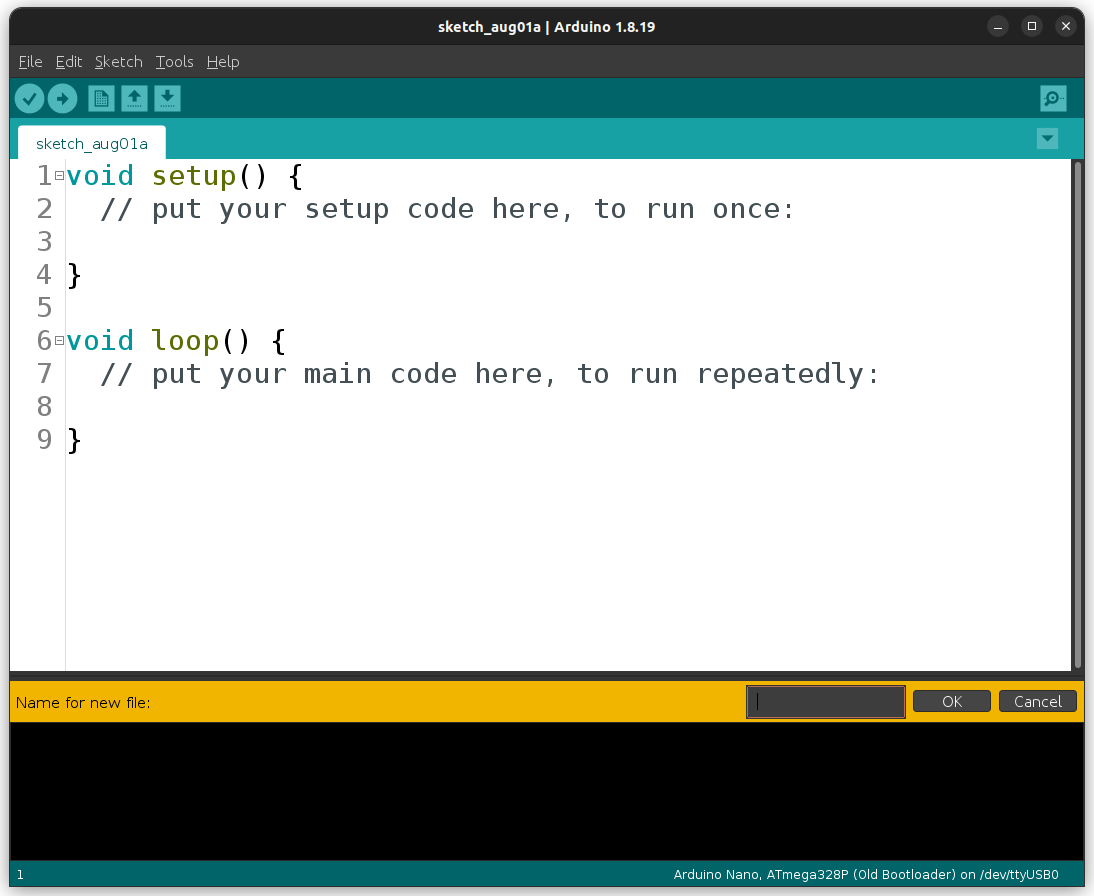 sketch_aug01a | Arduino 1.8.19
File Edit Sketch Tools Help
sketch_aug01a
1 void setup() {
2   // put your setup code here, to run once:
3
4 }
5
6 void loop() {
7   // put your main code here, to run repeatedly:
8
9 }
Name for new file: OK Cancel
1 Arduino Nano, ATmega328P (Old Bootloader) on /dev/ttyUSB0